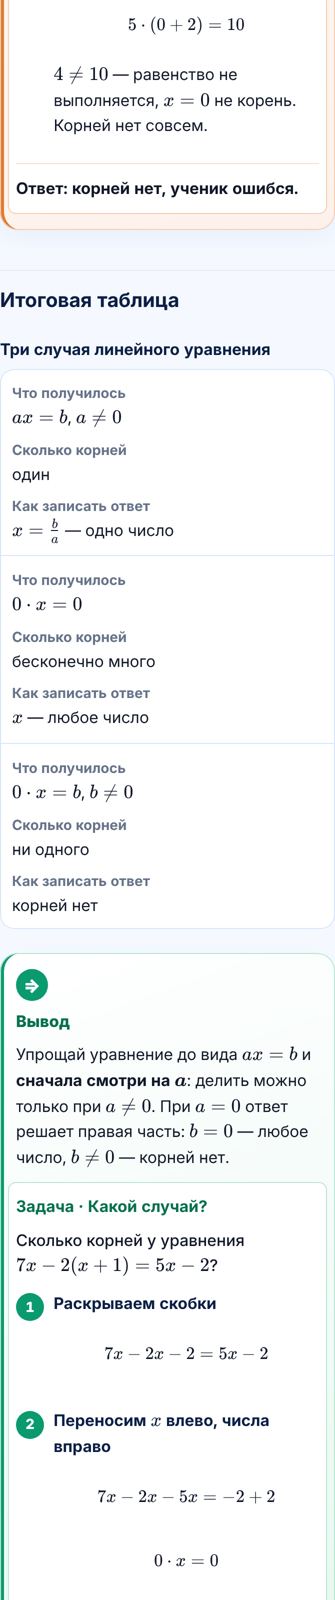 5 · (0 + 2) = 10
4 ≠ 10 — равенство не
выполняется, x = 0 не корень.
Корней нет совсем.
Ответ: корней нет, ученик ошибся.
Итоговая таблица
Три случая линейного уравнения
Что получилось
ax = b, a ≠ 0
Сколько корней
один
Как записать ответ
x = b/a — одно число
Что получилось
0 · x = 0
Сколько корней
бесконечно много
Как записать ответ
x — любое число
Что получилось
0 · x = b, b ≠ 0
Сколько корней
ни одного
Как записать ответ
корней нет
Вывод
Упрощай уравнение до вида ax = b и
сначала смотри на a: делить можно
только при a ≠ 0. При a = 0 ответ
решает правая часть: b = 0 — любое
число, b ≠ 0 — корней нет.
Задача · Какой случай?
Сколько корней у уравнения
7x − 2(x + 1) = 5x − 2?
1 Раскрываем скобки
7x − 2x − 2 = 5x − 2
2 Переносим x влево, числа
вправо
7x − 2x − 5x = −2 + 2
0 · x = 0